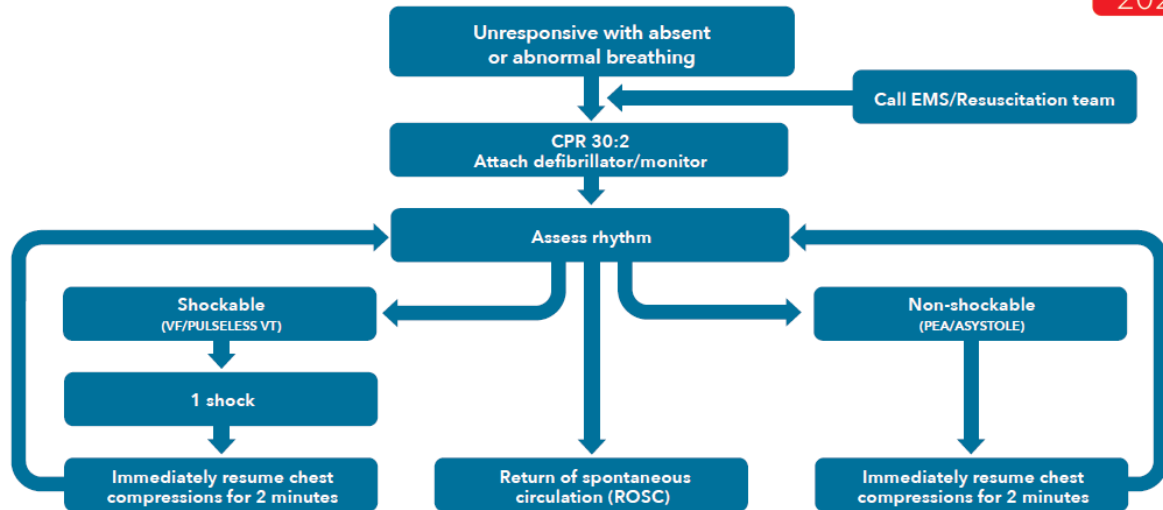 202
Unresponsive with absent
or abnormal breathing
Call EMS/Resuscitation team
CPR 30:2
Attach defibrillator/monitor
Assess rhythm
Shockable
(VF/PULSELESS VT)
Non-shockable
(PEA/ASYSTOLE)
1 shock
Immediately resume chest
compressions for 2 minutes
Return of spontaneous
circulation (ROSC)
Immediately resume chest
compressions for 2 minutes